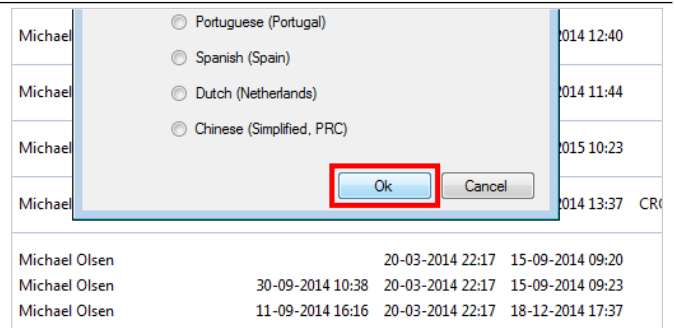 Portuguese (Portugal)
Michael 2014 12:40
Spanish (Spain)
Michael Dutch (Netherlands) 2014 11:44
Chinese (Simplified, PRC)
Michael 2015 10:23
Ok Cancel
Michael 2014 13:37 CR
Michael Olsen 20-03-2014 22:17 15-09-2014 09:20
Michael Olsen 30-09-2014 10:38 20-03-2014 22:17 15-09-2014 09:23
Michael Olsen 11-09-2014 16:16 20-03-2014 22:17 18-12-2014 17:37